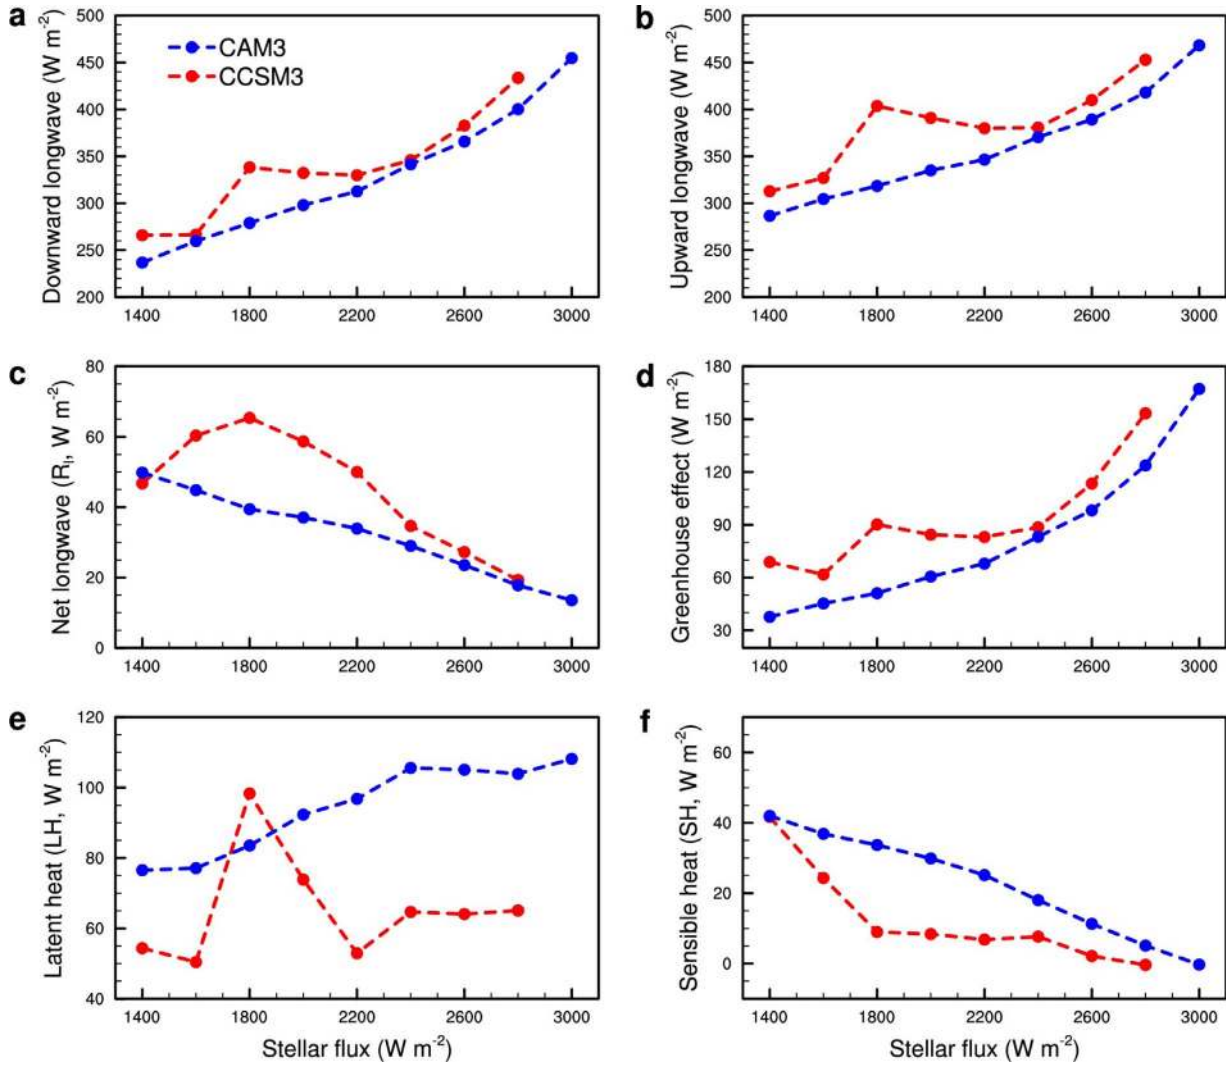 a
CAM3
CCSM3
Downward longwave (W m⁻²)
500
450
400
350
300
250
200
1400 1800 2200 2600 3000
b
Upward longwave (W m⁻²)
500
450
400
350
300
250
200
1400 1800 2200 2600 3000
c
Net longwave (Rₗ, W m⁻²)
80
60
40
20
0
1400 1800 2200 2600 3000
d
Greenhouse effect (W m⁻²)
180
150
120
90
60
30
1400 1800 2200 2600 3000
e
Latent heat (LH, W m⁻²)
120
100
80
60
40
1400 1800 2200 2600 3000
Stellar flux (W m⁻²)
f
Sensible heat (SH, W m⁻²)
60
40
20
0
1400 1800 2200 2600 3000
Stellar flux (W m⁻²)